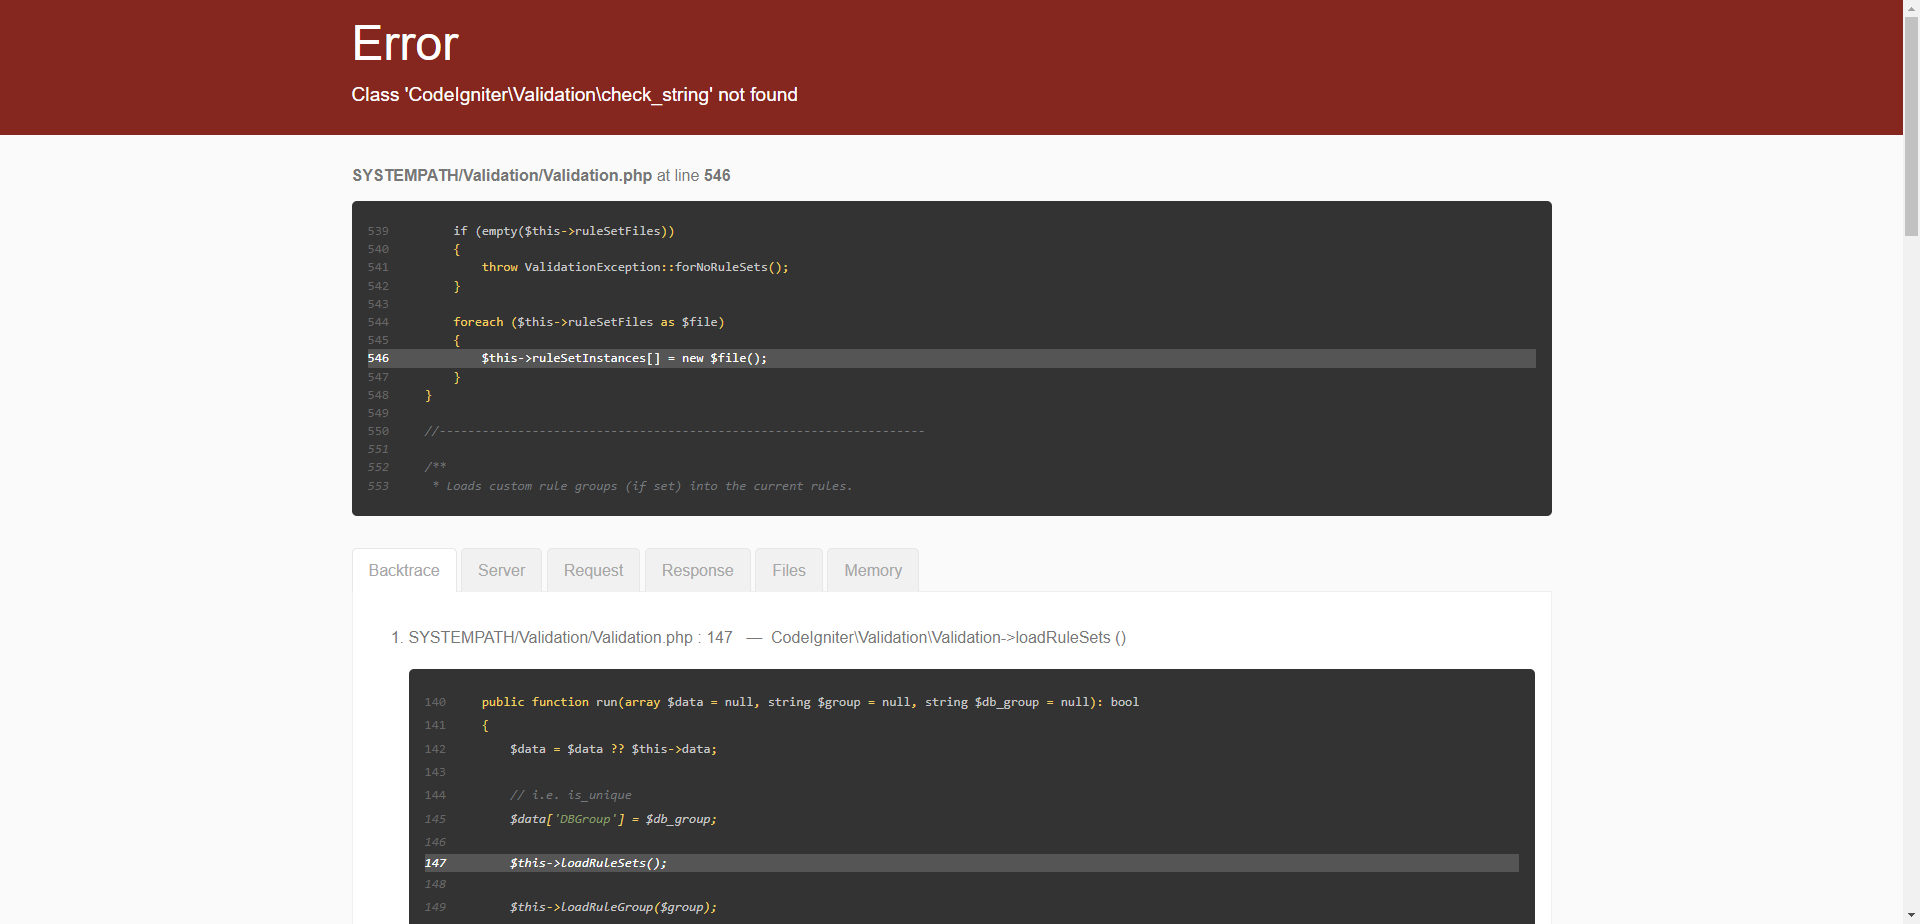 Error
Class 'CodeIgniter\Validation\check_string' not found
SYSTEMPATH/Validation/Validation.php at line 546
539         if (empty($this->ruleSetFiles))
540         {
541             throw ValidationException::forNoRuleSets();
542         }
543
544         foreach ($this->ruleSetFiles as $file)
545         {
546             $this->ruleSetInstances[] = new $file();
547         }
548     }
549
550     //--------------------------------------------------------------------
551
552     /**
553      * Loads custom rule groups (if set) into the current rules.
Backtrace Server Request Response Files Memory
1. SYSTEMPATH/Validation/Validation.php : 147 — CodeIgniter\Validation\Validation->loadRuleSets ()
140     public function run(array $data = null, string $group = null, string $db_group = null): bool
141     {
142         $data = $data ?? $this->data;
143
144         // i.e. is_unique
145         $data['DBGroup'] = $db_group;
146
147         $this->loadRuleSets();
148
149         $this->loadRuleGroup($group);